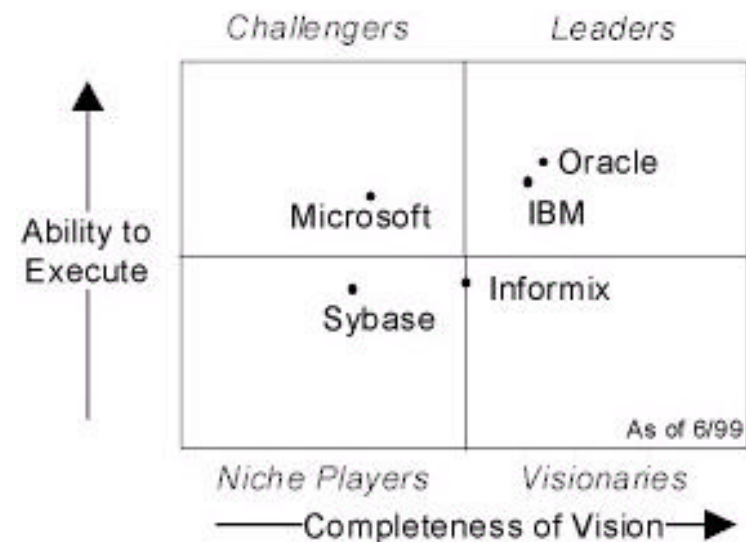 Challengers
Leaders
Ability to
Execute
Oracle
IBM
Microsoft
Informix
Sybase
As of 6/99
Niche Players
Visionaries
Completeness of Vision